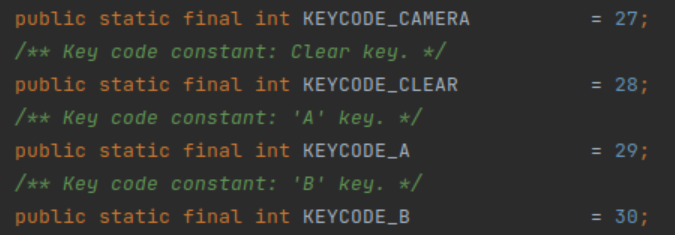 public static final int KEYCODE_CAMERA = 27;
/** Key code constant: Clear key. */
public static final int KEYCODE_CLEAR = 28;
/** Key code constant: 'A' key. */
public static final int KEYCODE_A = 29;
/** Key code constant: 'B' key. */
public static final int KEYCODE_B = 30;